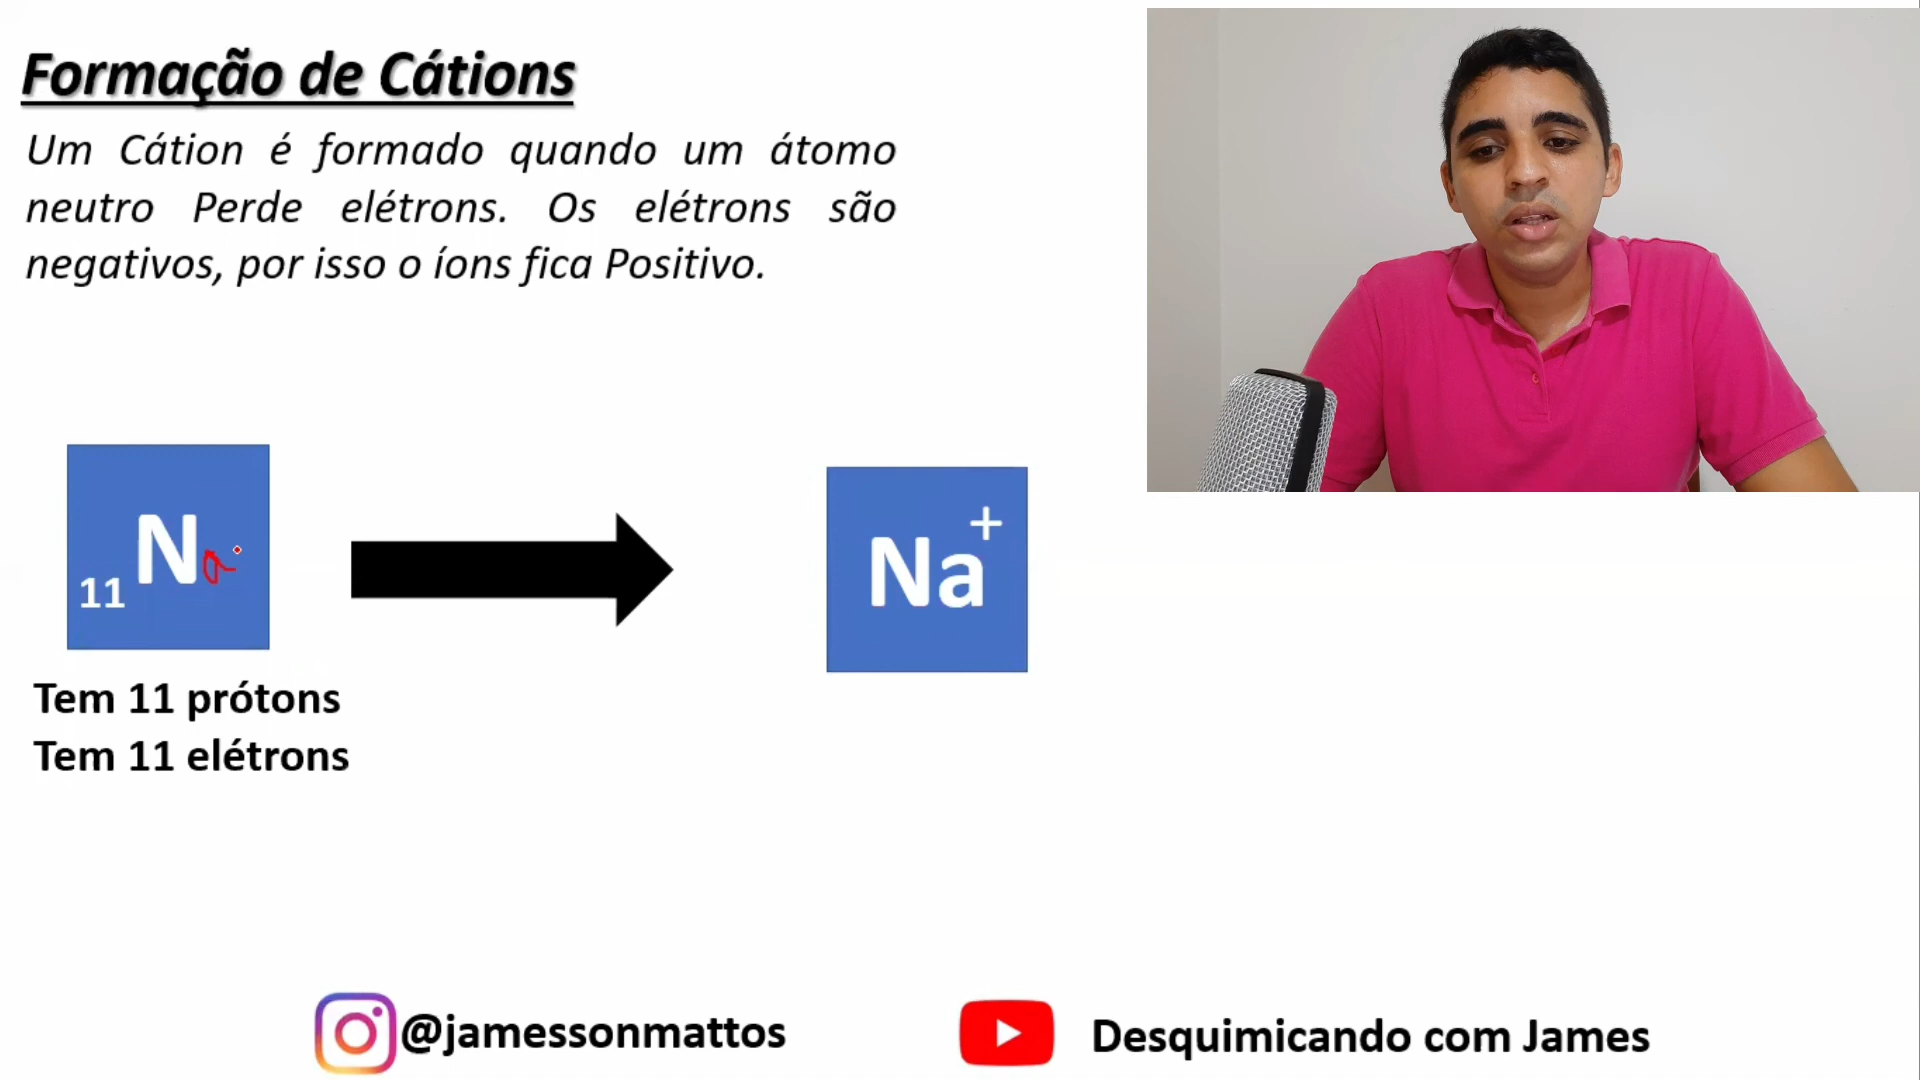 Formação de Cátions
Um Cátion é formado quando um átomo
neutro Perde elétrons. Os elétrons são
negativos, por isso o íons fica Positivo.
11 Na
Na+
Tem 11 prótons
Tem 11 elétrons
@jamessonmattos
Desquimicando com James